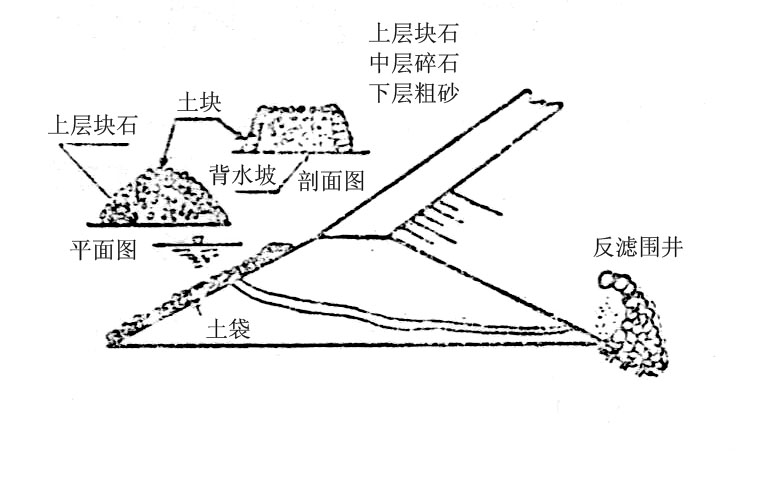 上层块石
中层碎石
下层粗砂
土块
上层块石
背水坡
剖面图
平面图
反滤围井
土袋